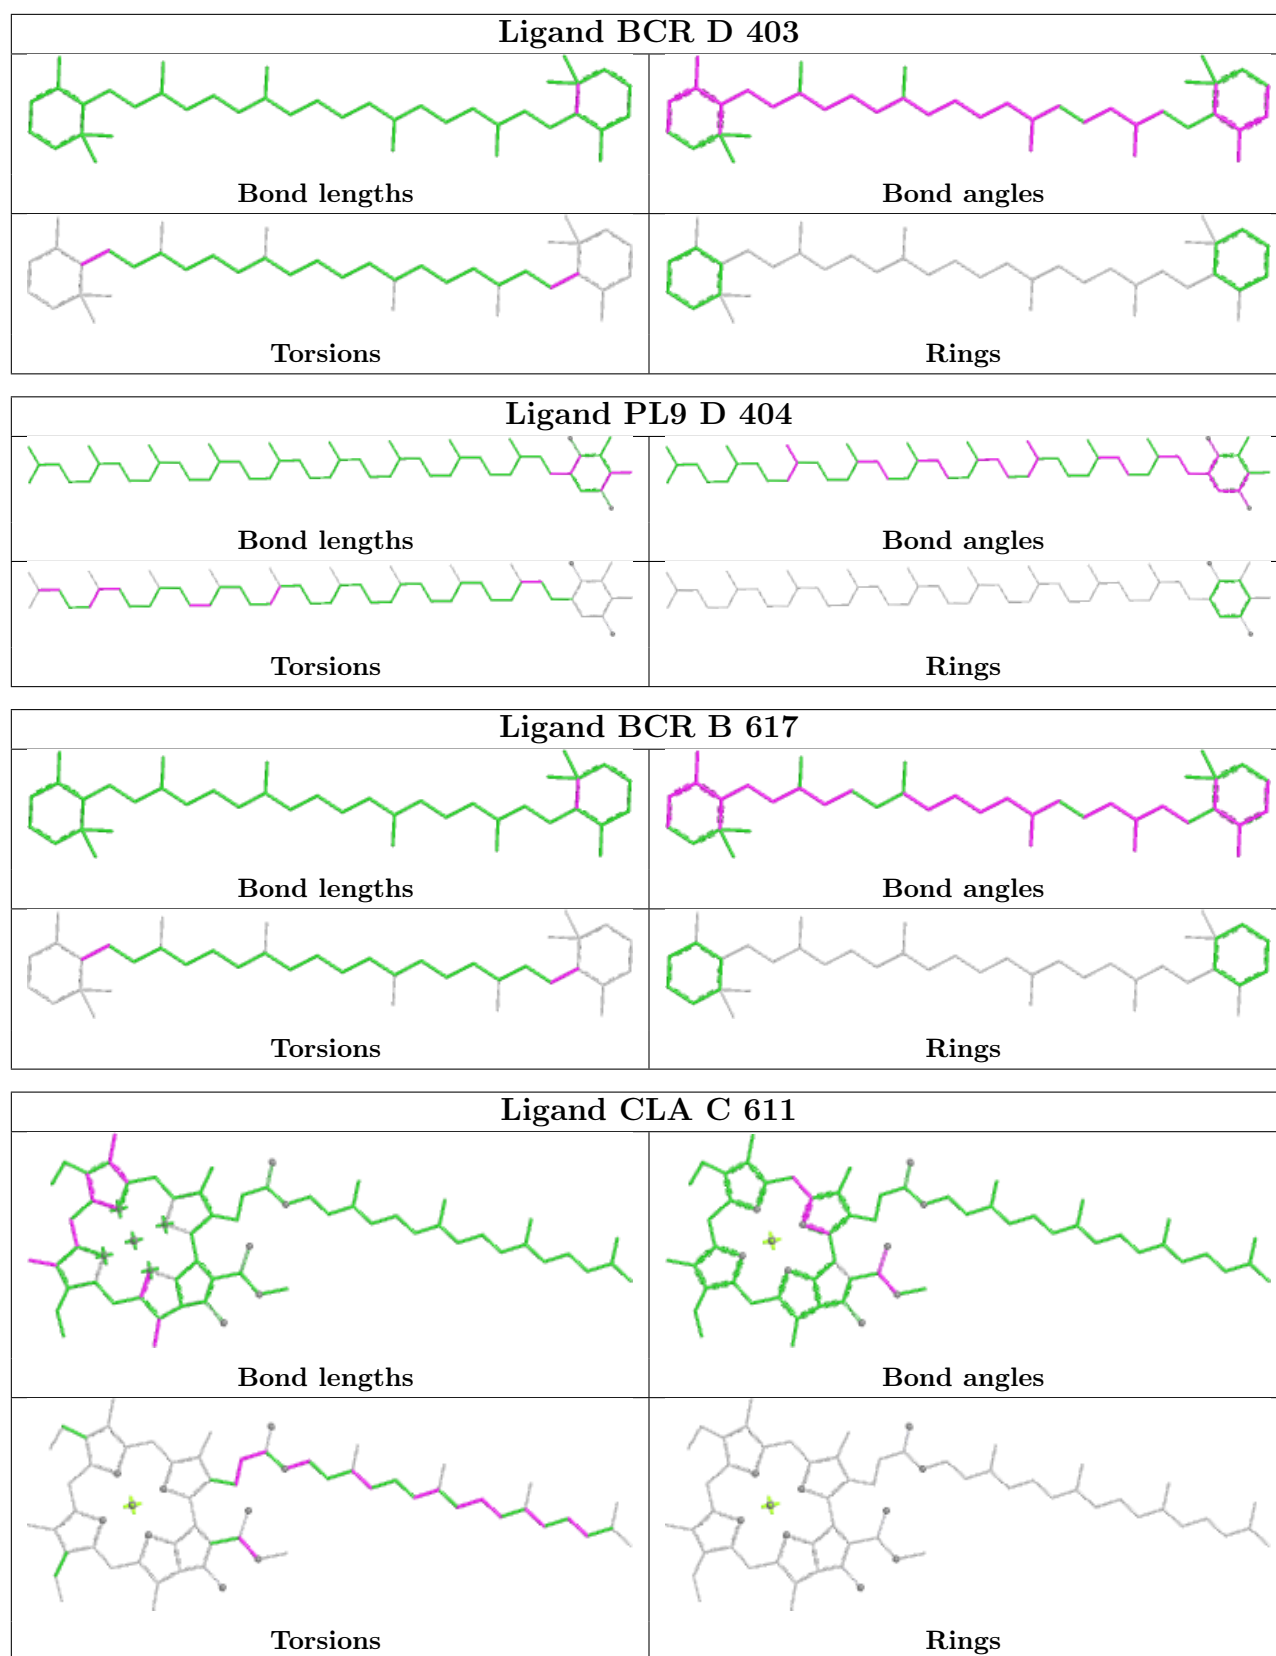 Ligand BCR D 403
Bond lengths
Bond angles
Torsions
Rings
Ligand PL9 D 404
Bond lengths
Bond angles
Torsions
Rings
Ligand BCR B 617
Bond lengths
Bond angles
Torsions
Rings
Ligand CLA C 611
Bond lengths
Bond angles
Torsions
Rings